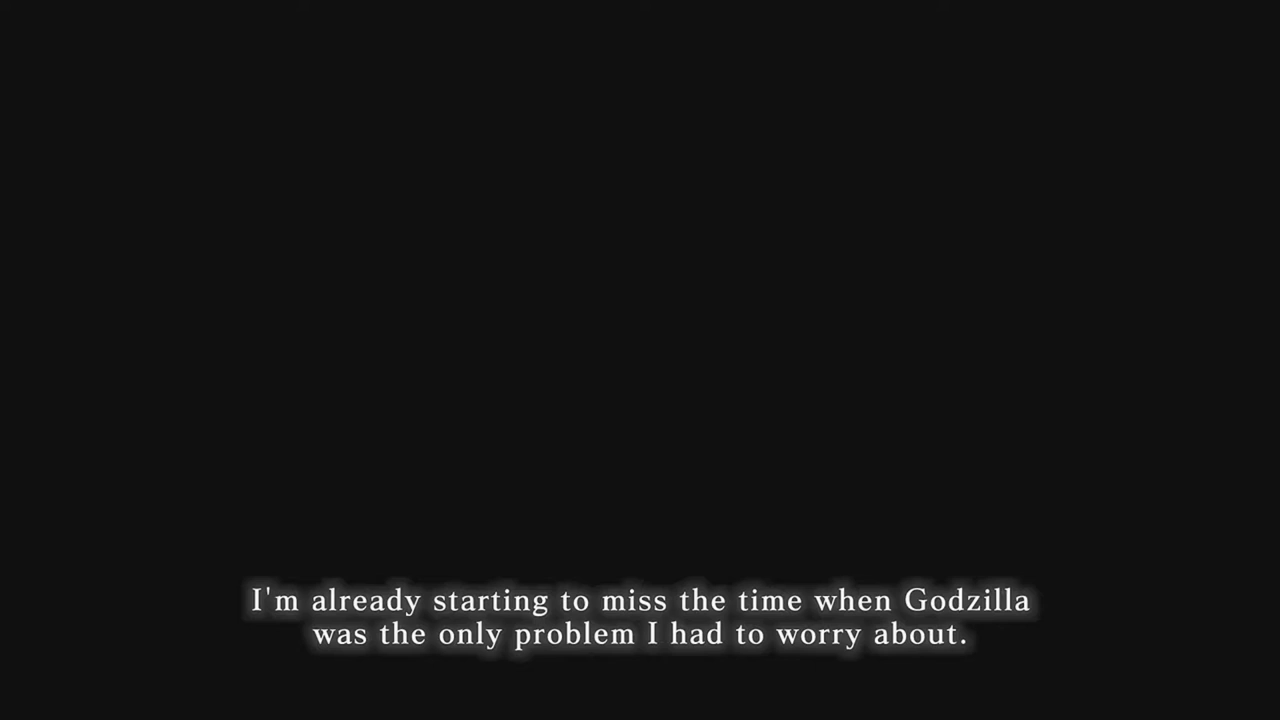 I'm already starting to miss the time when Godzilla
was the only problem I had to worry about.